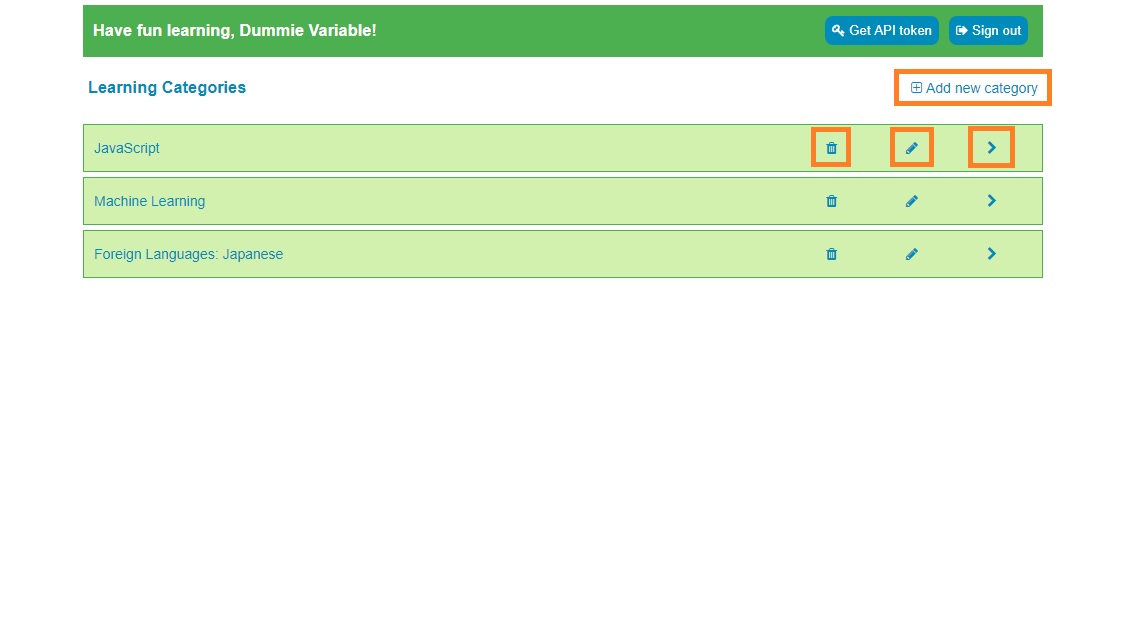 Have fun learning, Dummie Variable!
Get API token
Sign out
Learning Categories
Add new category
JavaScript
Machine Learning
Foreign Languages: Japanese